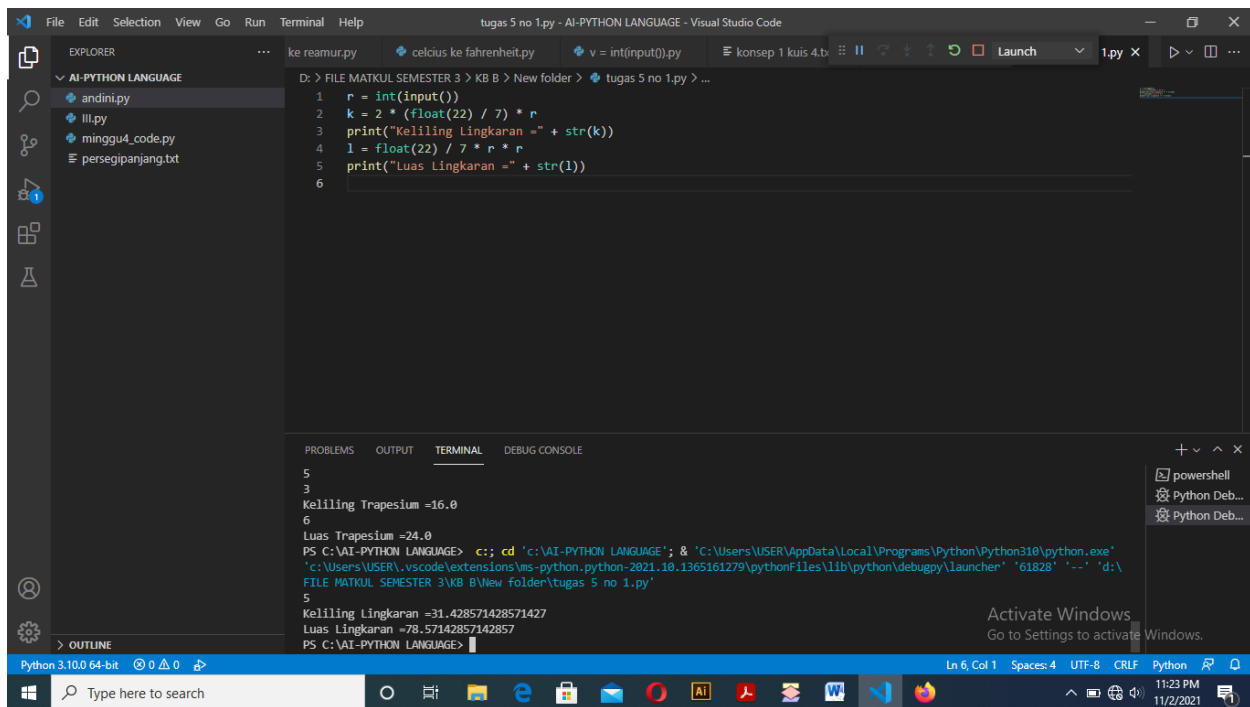 File Edit Selection View Go Run Terminal Help
tugas 5 no 1.py - AI-PYTHON LANGUAGE - Visual Studio Code
EXPLORER
ke reamur.py celcius ke fahrenheit.py v = int(input()).py konsep 1 kuis 4.tx Launch 1.py
AI-PYTHON LANGUAGE
andini.py
III.py
minggu4_code.py
persegipanjang.txt
1
D: > FILE MATKUL SEMESTER 3 > KB B > New folder > tugas 5 no 1.py > ...
1 r = int(input())
2 k = 2 * (float(22) / 7) * r
3 print("Keliling Lingkaran =" + str(k))
4 l = float(22) / 7 * r * r
5 print("Luas Lingkaran =" + str(l))
6
PROBLEMS OUTPUT TERMINAL DEBUG CONSOLE
5
3
Keliling Trapesium =16.0
6
Luas Trapesium =24.0
PS C:\AI-PYTHON LANGUAGE> c:; cd 'c:\AI-PYTHON LANGUAGE'; & 'C:\Users\USER\AppData\Local\Programs\Python\Python310\python.exe'
'c:\Users\USER\.vscode\extensions\ms-python.python-2021.10.1365161279\pythonFiles\lib\python\debugpy\launcher' '61828' '--' 'd:\
FILE MATKUL SEMESTER 3\KB B\New folder\tugas 5 no 1.py'
5
Keliling Lingkaran =31.428571428571427
Luas Lingkaran =78.57142857142857
PS C:\AI-PYTHON LANGUAGE>
powershell
Python Deb...
Python Deb...
Activate Windows
Go to Settings to activate Windows.
OUTLINE
Python 3.10.0 64-bit 0 0 Ln 6, Col 1 Spaces: 4 UTF-8 CRLF Python
Type here to search
Ai
W
11:23 PM
11/2/2021
1